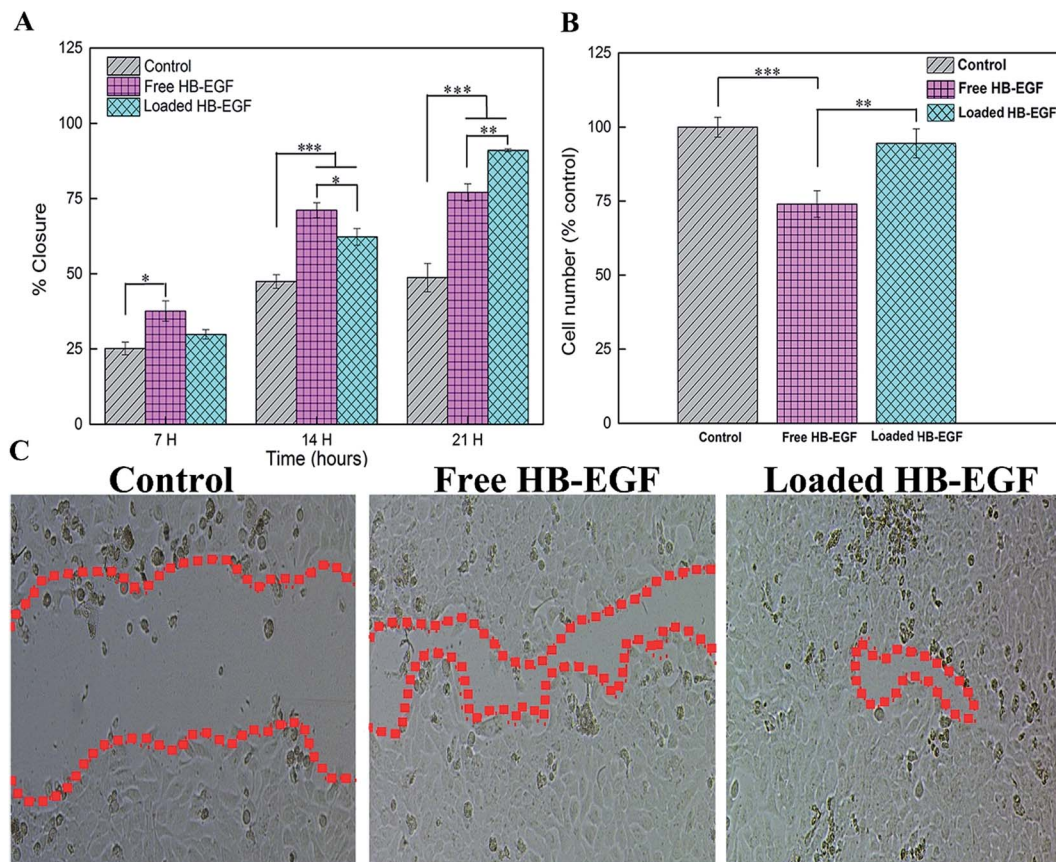 A
125
100
75
50
25
0
% Closure
Control
Free HB-EGF
Loaded HB-EGF
*
***
*
***
**
7 H
14 H
21 H
Time (hours)
B
125
100
75
50
25
0
Cell number (% control)
Control
Free HB-EGF
Loaded HB-EGF
***
**
Control
Free HB-EGF
Loaded HB-EGF
C
Control
Free HB-EGF
Loaded HB-EGF